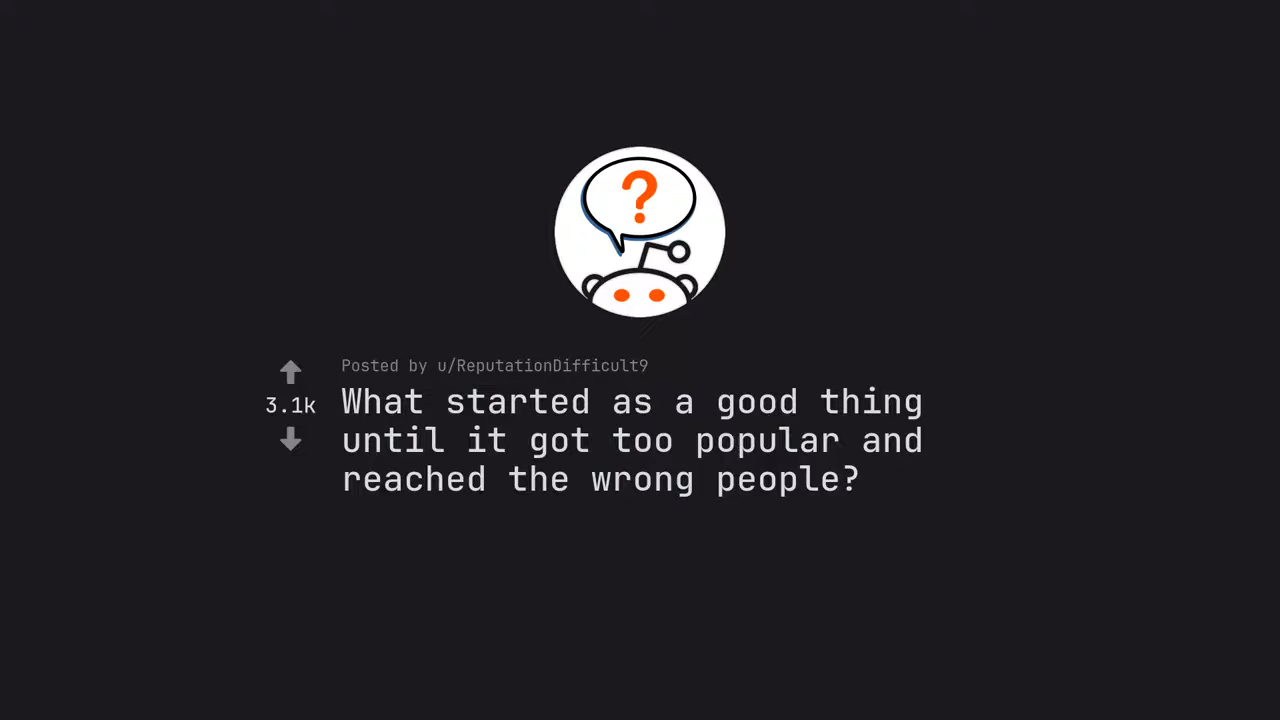 ?
Posted by u/ReputationDifficult9
3.1k
What started as a good thing
until it got too popular and
reached the wrong people?